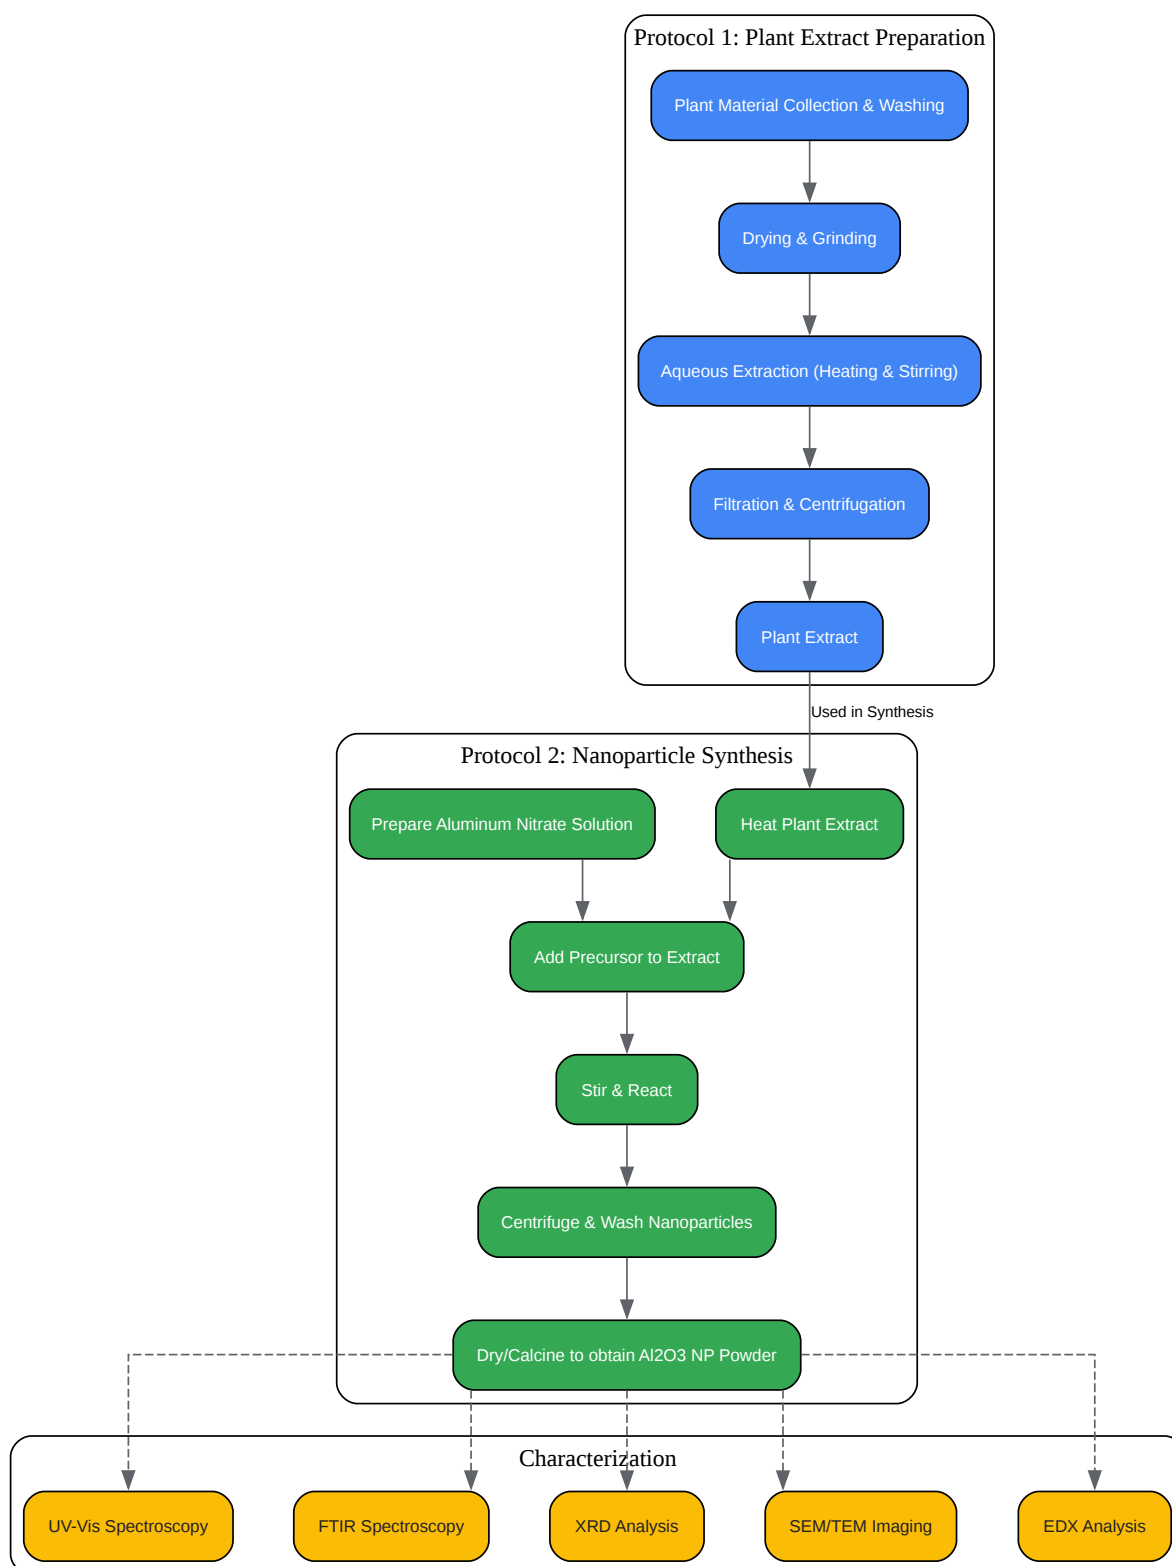 Protocol 1: Plant Extract Preparation
Plant Material Collection & Washing
Drying & Grinding
Aqueous Extraction (Heating & Stirring)
Filtration & Centrifugation
Plant Extract
Used in Synthesis
Protocol 2: Nanoparticle Synthesis
Prepare Aluminum Nitrate Solution
Heat Plant Extract
Add Precursor to Extract
Stir & React
Centrifuge & Wash Nanoparticles
Dry/Calcine to obtain Al2O3 NP Powder
Characterization
UV-Vis Spectroscopy
FTIR Spectroscopy
XRD Analysis
SEM/TEM Imaging
EDX Analysis